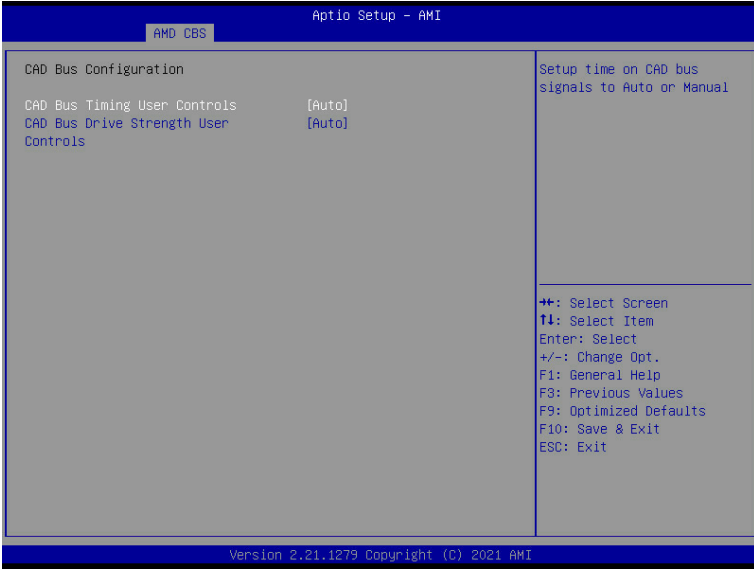 Aptio Setup – AMI
AMD CBS
CAD Bus Configuration
CAD Bus Timing User Controls [Auto]
CAD Bus Drive Strength User [Auto]
Controls
Setup time on CAD bus
signals to Auto or Manual
→←: Select Screen
↑↓: Select Item
Enter: Select
+/-: Change Opt.
F1: General Help
F3: Previous Values
F9: Optimized Defaults
F10: Save & Exit
ESC: Exit
Version 2.21.1279 Copyright (C) 2021 AMI